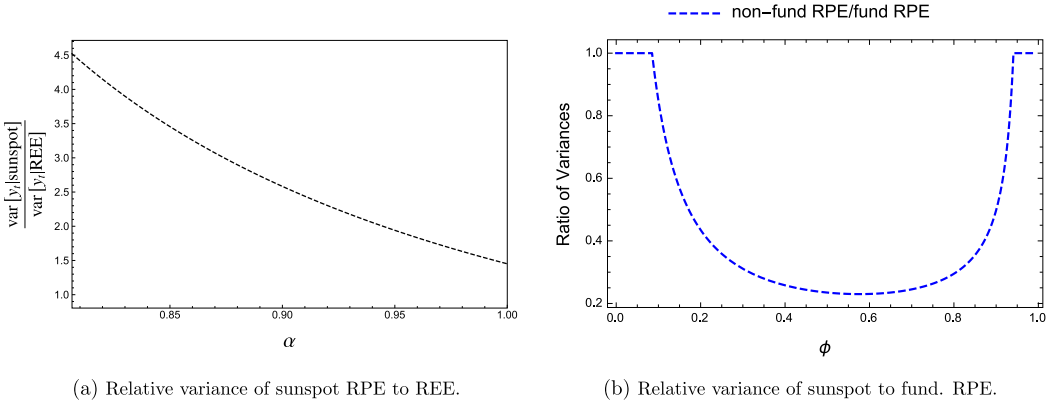 non-fund RPE/fund RPE
var [yₜ|sunspot]
var [yₜ|REE]
4.5
4.0
3.5
3.0
2.5
2.0
1.5
1.0
0.85 0.90 0.95 1.00
α
Ratio of Variances
1.0
0.8
0.6
0.4
0.2
0.0 0.2 0.4 0.6 0.8 1.0
ϕ
(a) Relative variance of sunspot RPE to REE.
(b) Relative variance of sunspot to fund. RPE.